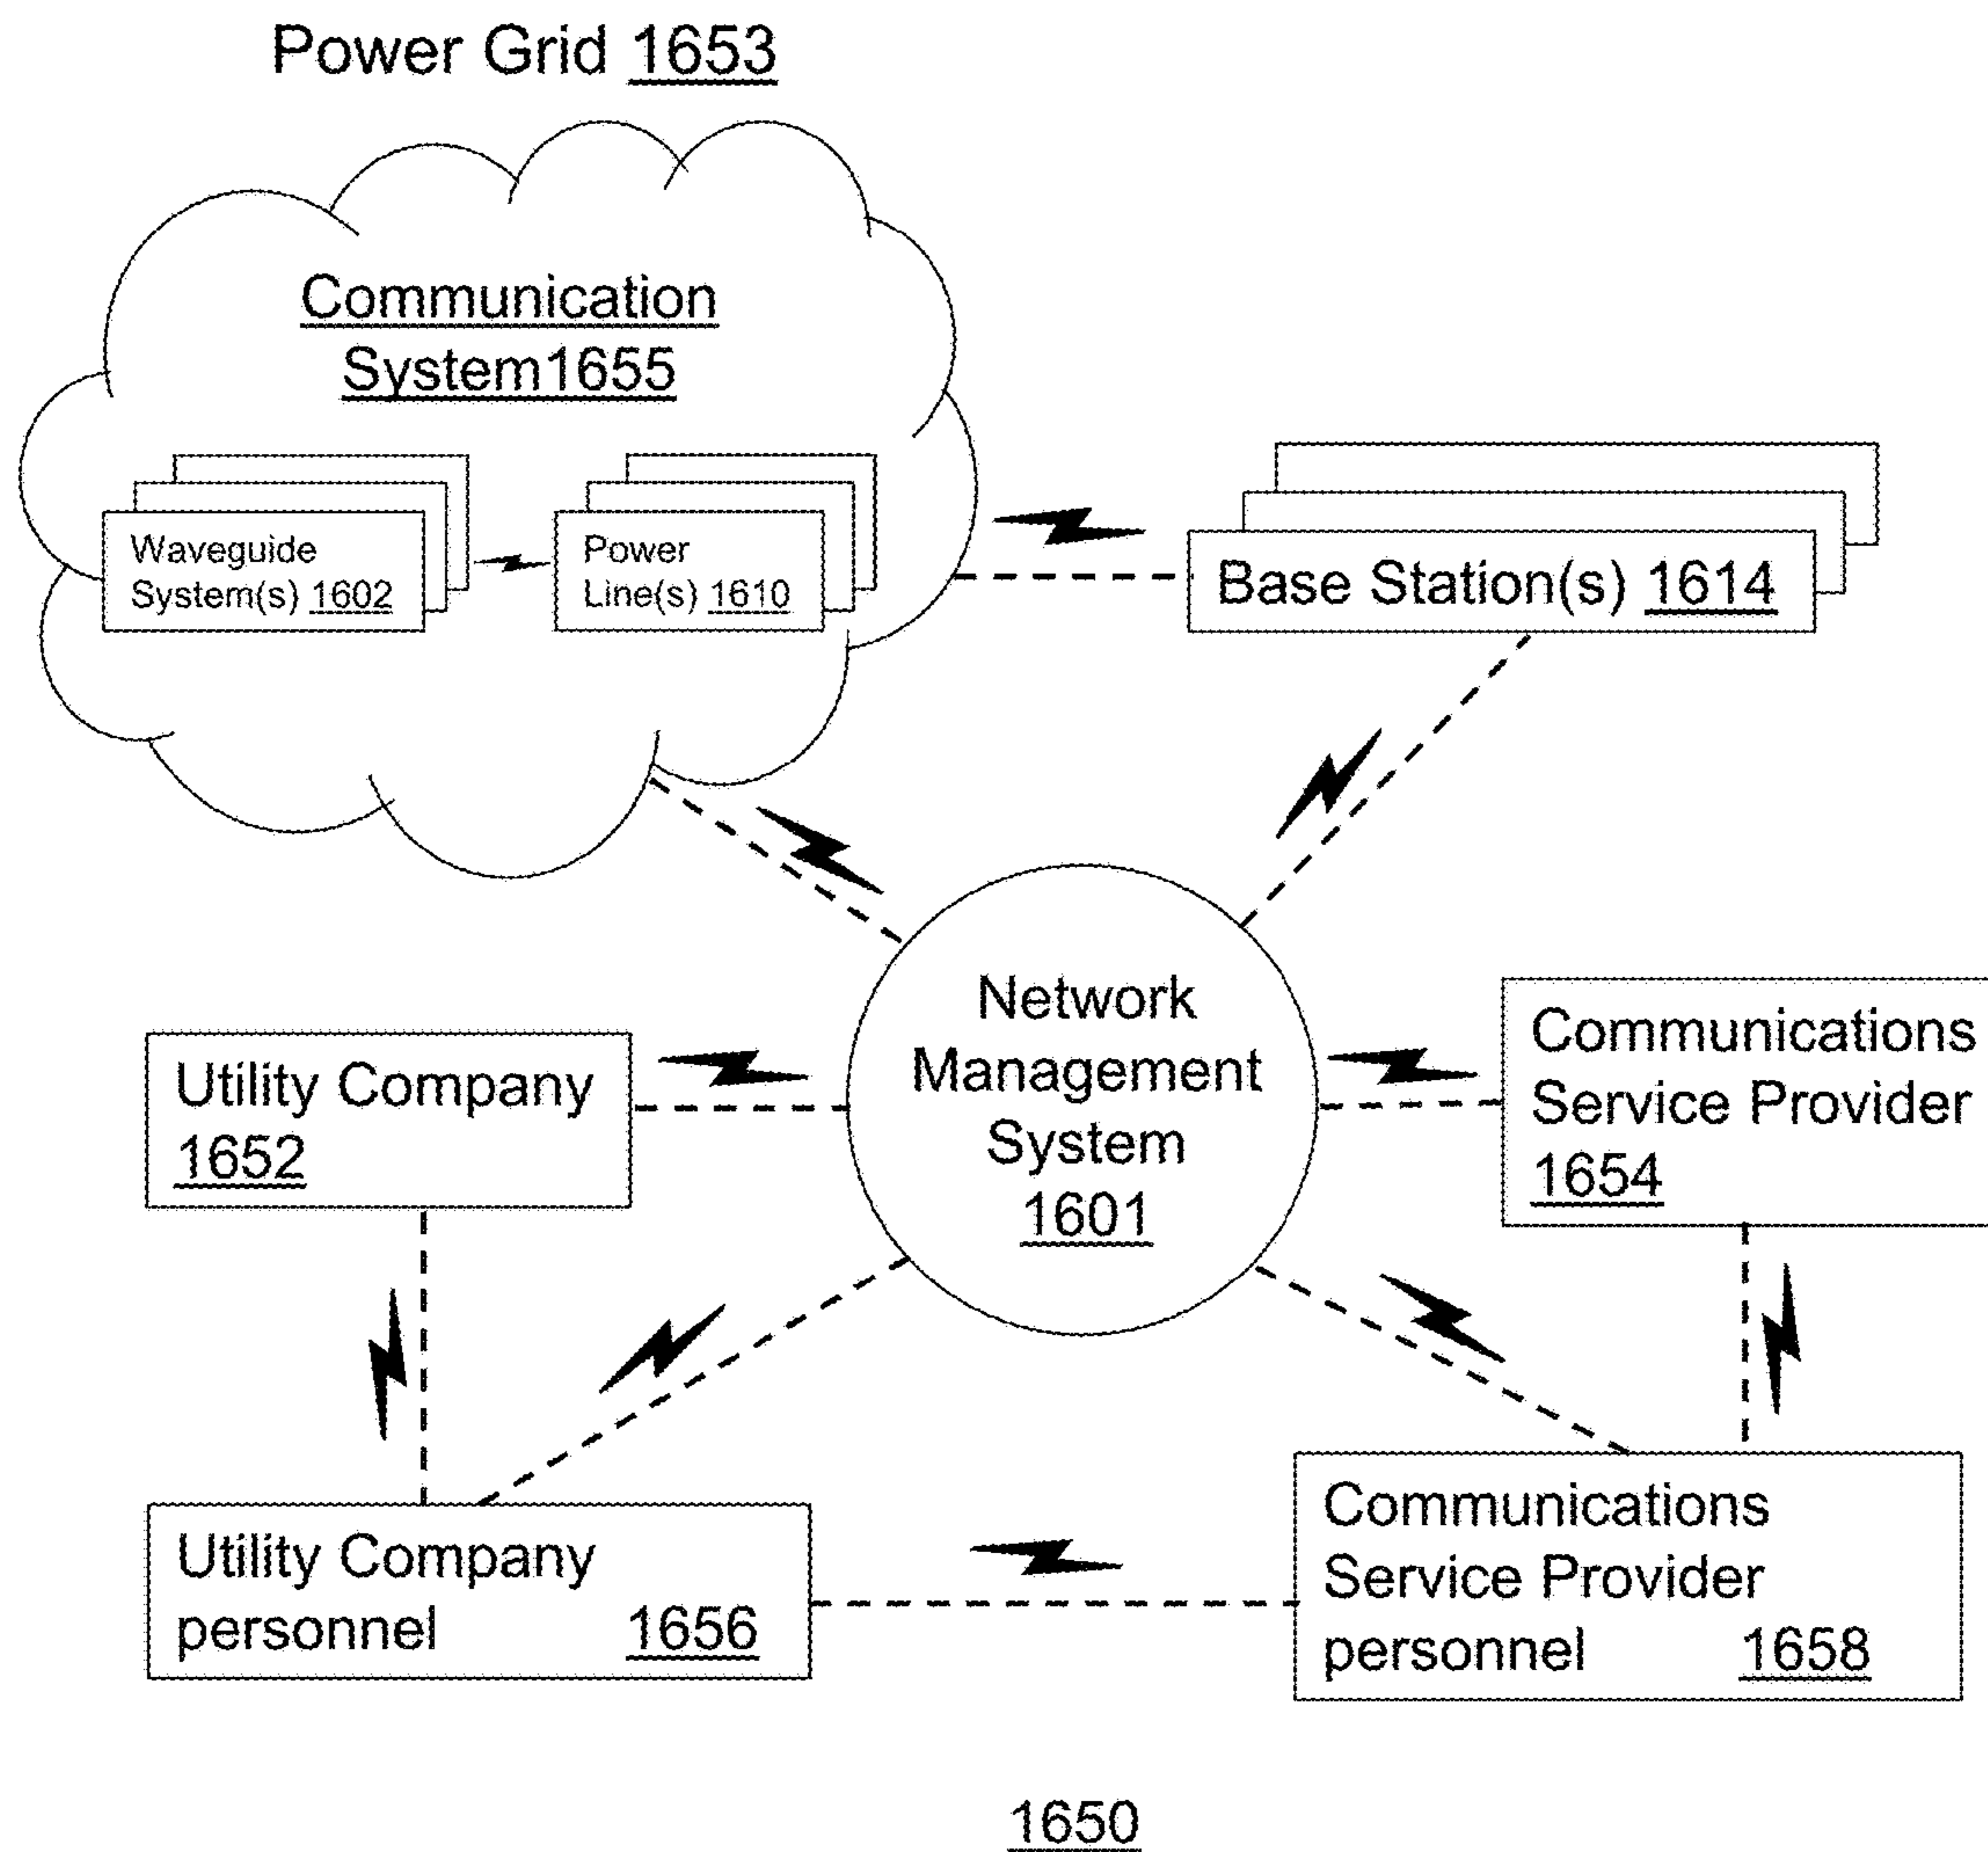 Power Grid 1653
Communication
System1655
Waveguide
System(s) 1602
Power
Line(s) 1610
Base Station(s) 1614
Network
Management
System
1601
Utility Company
1652
Communications
Service Provider
1654
Utility Company
personnel 1656
Communications
Service Provider
personnel 1658
1650